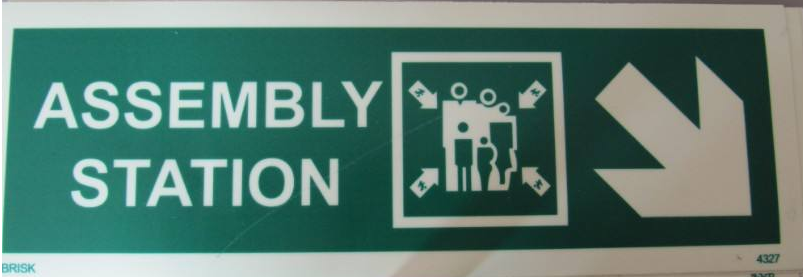 ASSEMBLY
STATION
BRISK
4327